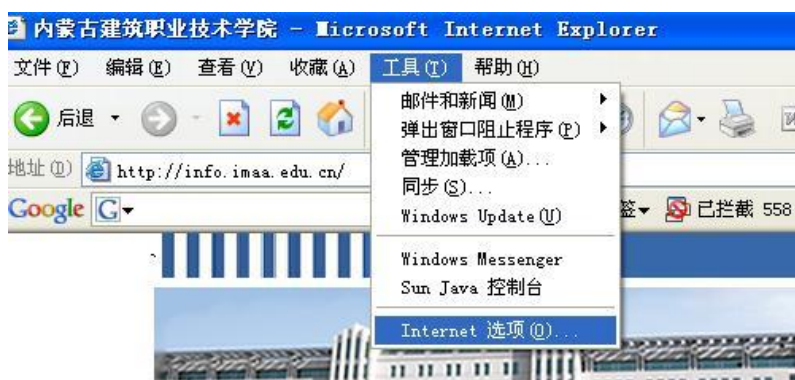 内蒙古建筑职业技术学院 - Microsoft Internet Explorer
文件(F) 编辑(E) 查看(V) 收藏(A) 工具(T) 帮助(H)
后退
邮件和新闻(M)
弹出窗口阻止程序(P)
管理加载项(A)...
同步(S)...
Windows Update(U)
Windows Messenger
Sun Java 控制台
Internet 选项(O)...
地址(D) http://info.imaa.edu.cn/
Google G 已拦截 558